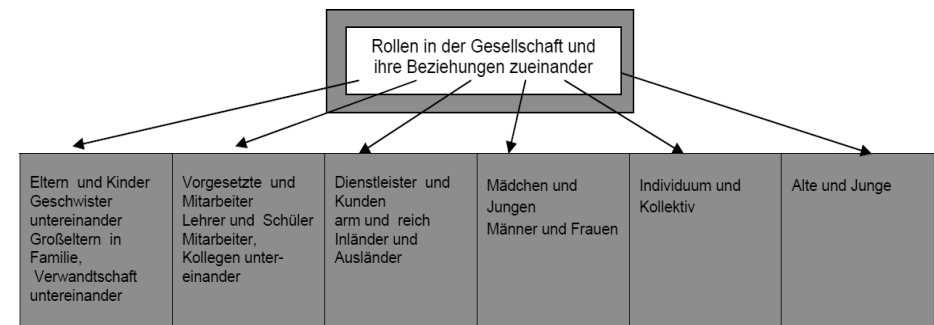 Rollen in der Gesellschaft und
ihre Beziehungen zueinander
Eltern und Kinder
Geschwister
untereinander
Großeltern in
Familie,
Verwandtschaft
untereinander
Vorgesetzte und
Mitarbeiter
Lehrer und Schüler
Mitarbeiter,
Kollegen unter-
einander
Dienstleister und
Kunden
arm und reich
Inländer und
Ausländer
Mädchen und
Jungen
Männer und Frauen
Individuum und
Kollektiv
Alte und Junge